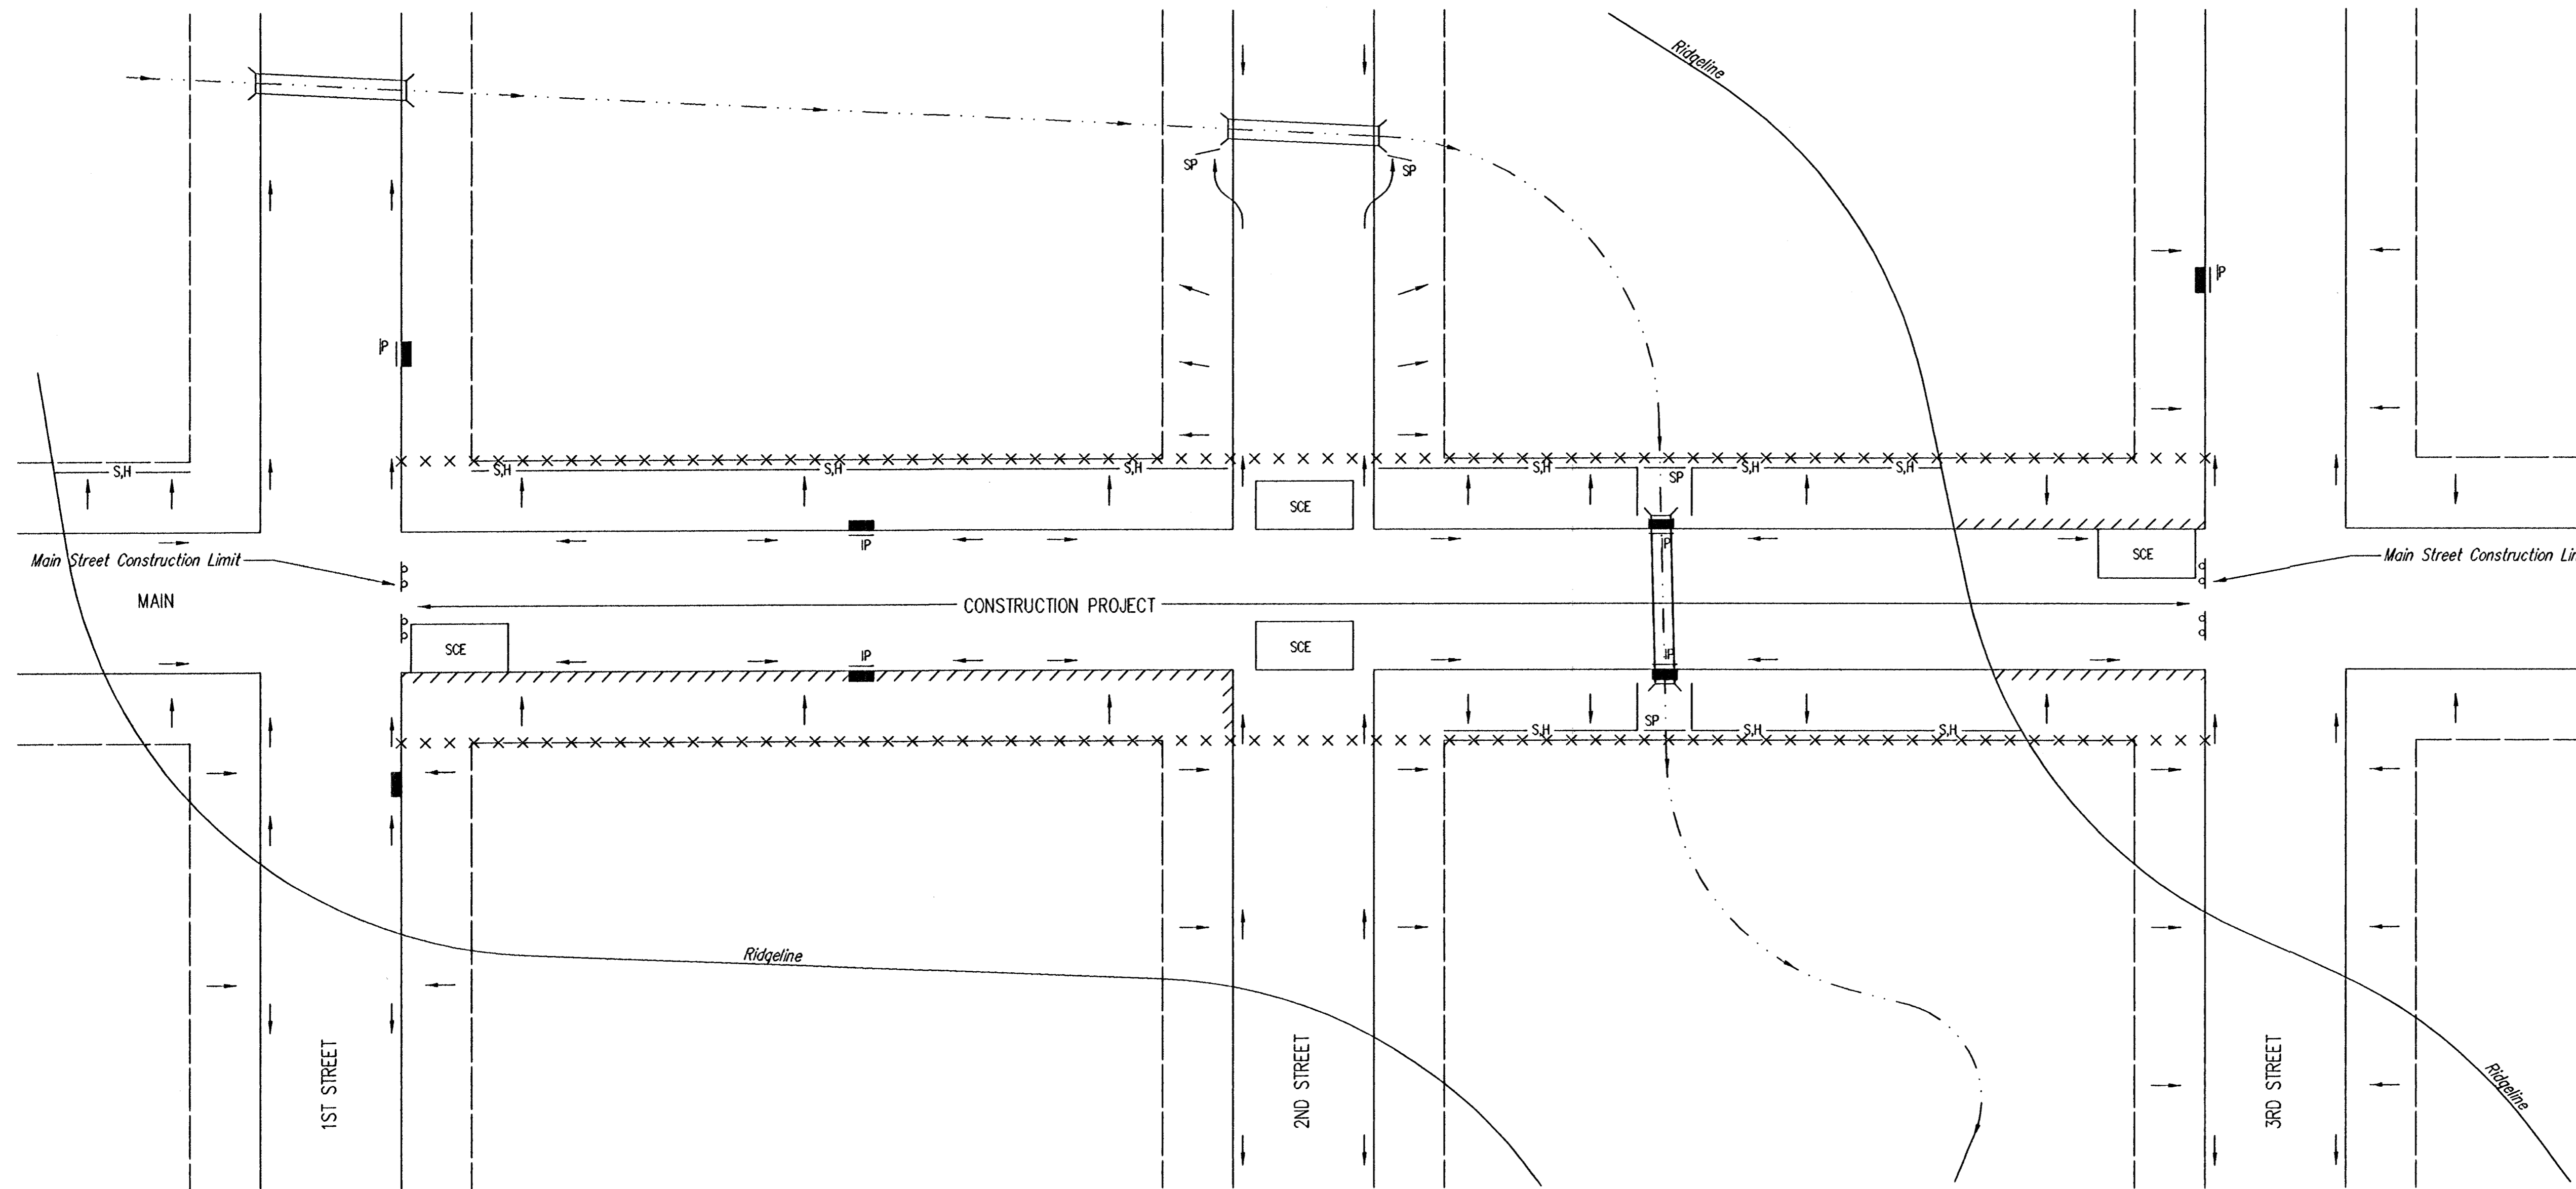 Ridgeline
SP
SP
IP
IP
S,H
S,H
S,H
S,H
S,H
S,H
S,H
SP
SCE
Main Street Construction Limit
IP
IP
SCE
Main Street Construction Li
MAIN
CONSTRUCTION PROJECT
SCE
SCE
IP
IP
SP
S,H
S,H
S,H
Ridgeline
1ST STREET
2ND STREET
3RD STREET
Ridgeline